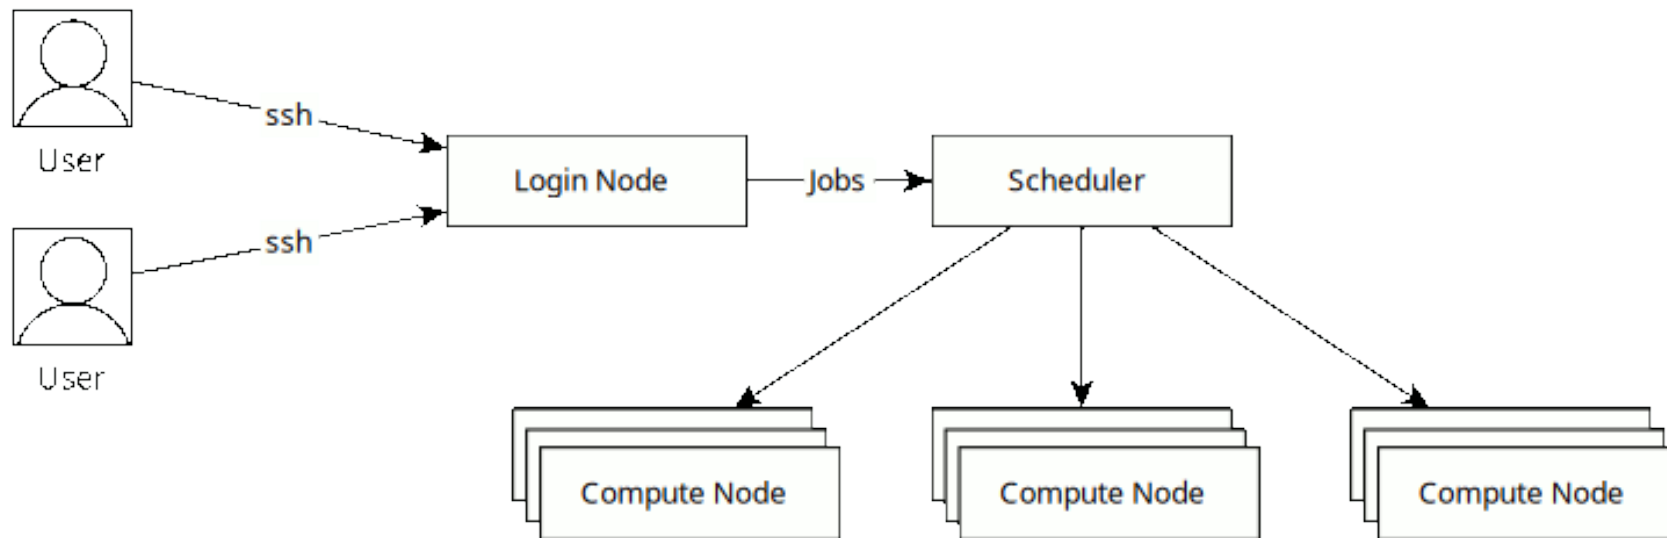 ssh
User
Login Node
Jobs
Scheduler
ssh
User
Compute Node
Compute Node
Compute Node